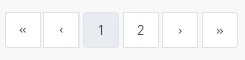 « ‹ 1 2 › »